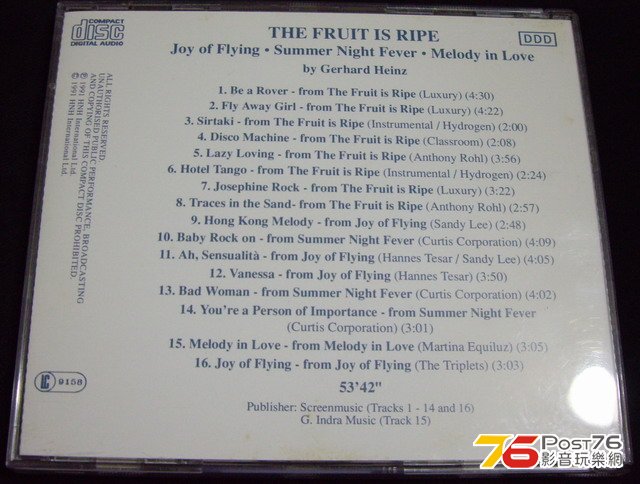 COMPACT
disc
DIGITAL AUDIO
DDD
THE FRUIT IS RIPE
Joy of Flying • Summer Night Fever • Melody in Love
by Gerhard Heinz
1. Be a Rover - from The Fruit is Ripe (Luxury) (4:30)
2. Fly Away Girl - from The Fruit is Ripe (Luxury) (4:22)
3. Sirtaki - from The Fruit is Ripe (Instrumental / Hydrogen) (2:00)
4. Disco Machine - from The Fruit is Ripe (Classroom) (2:08)
5. Lazy Loving - from The Fruit is Ripe (Anthony Rohl) (3:56)
6. Hotel Tango - from The Fruit is Ripe (Instrumental / Hydrogen) (2:24)
7. Josephine Rock - from The Fruit is Ripe (Luxury) (3:22)
8. Traces in the Sand- from The Fruit is Ripe (Anthony Rohl) (2:57)
9. Hong Kong Melody - from Joy of Flying (Sandy Lee) (2:48)
10. Baby Rock on - from Summer Night Fever (Curtis Corporation) (4:09)
11. Ah, Sensualità - from Joy of Flying (Hannes Tesar / Sandy Lee) (4:05)
12. Vanessa - from Joy of Flying (Hannes Tesar) (3:50)
13. Bad Woman - from Summer Night Fever (Curtis Corporation) (4:02)
14. You're a Person of Importance - from Summer Night Fever
(Curtis Corporation) (3:01)
15. Melody in Love - from Melody in Love (Martina Equiluz) (3:05)
16. Joy of Flying - from Joy of Flying (The Triplets) (3:03)
53'42"
Publisher: Screenmusic (Tracks 1 - 14 and 16)
G. Indra Music (Track 15)
ALL RIGHTS RESERVED.
UNAUTHORISED PUBLIC PERFORMANCE, BROADCASTING
AND COPYING OF THIS COMPACT DISC PROHIBITED.
℗ 1991 HNH International Ltd.
© 1991 HNH International Ltd.
LC 9158
76 Post76
影音玩樂網